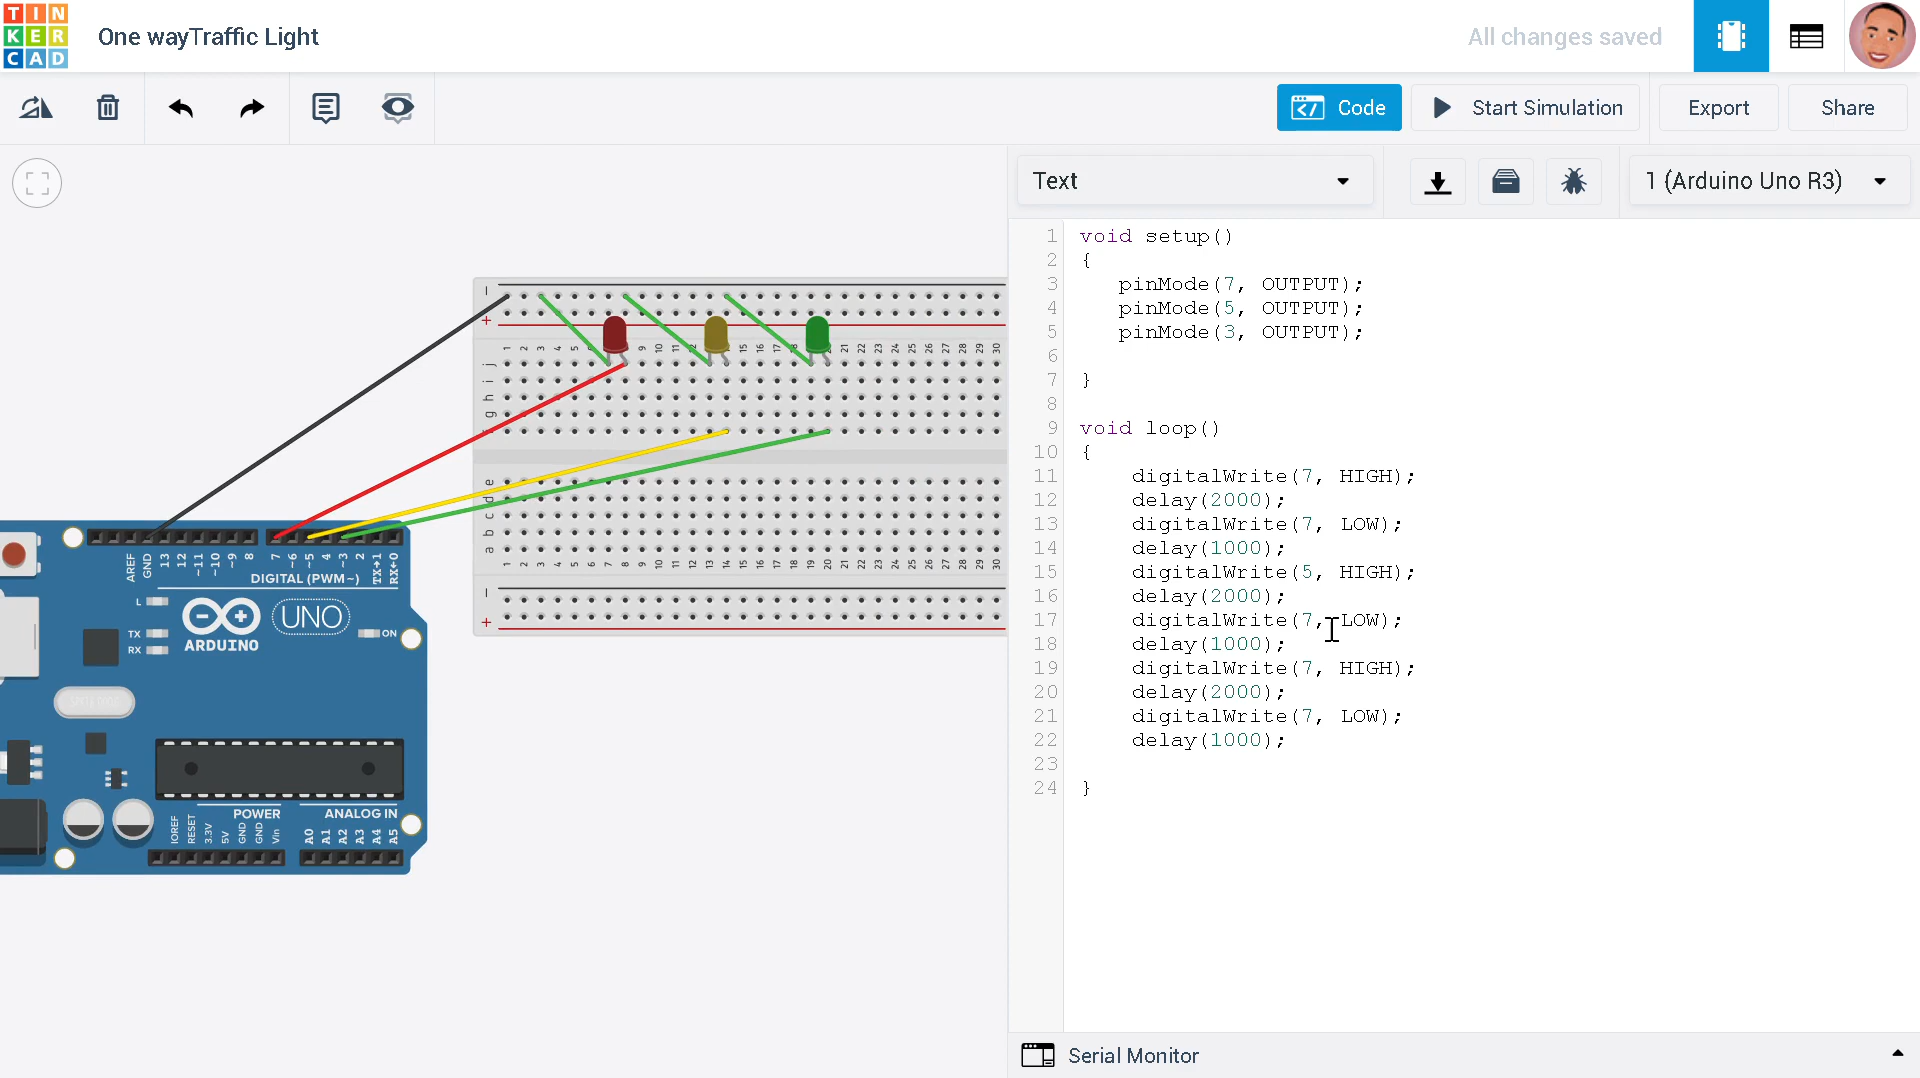 TIN
KER
CAD
One wayTraffic Light
All changes saved
Code
Start Simulation
Export
Share
Text
1 (Arduino Uno R3)
1 void setup()
2 {
3 pinMode(7, OUTPUT);
4 pinMode(5, OUTPUT);
5 pinMode(3, OUTPUT);
6
7 }
8
9 void loop()
10 {
11 digitalWrite(7, HIGH);
12 delay(2000);
13 digitalWrite(7, LOW);
14 delay(1000);
15 digitalWrite(5, HIGH);
16 delay(2000);
17 digitalWrite(7, LOW);
18 delay(1000);
19 digitalWrite(7, HIGH);
20 delay(2000);
21 digitalWrite(7, LOW);
22 delay(1000);
23
24 }
Serial Monitor
AREF GND 13 12 ~11 ~10 ~9 8 7 ~6 ~5 4 ~3 2 TX→1 RX←0
DIGITAL (PWM~)
L
TX
RX
ARDUINO
UNO
ON
POWER
ANALOG IN
IOREF RESET 3.3V 5V GND GND Vin A0 A1 A2 A3 A4 A5